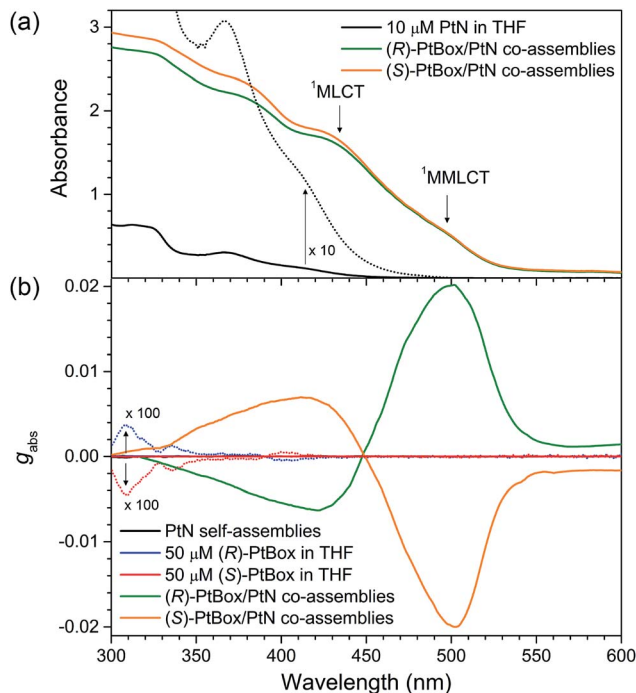 (a)
3
2
1
Absorbance
10 μM PtN in THF
(R)-PtBox/PtN co-assemblies
(S)-PtBox/PtN co-assemblies
¹MLCT
¹MMLCT
x 10
(b)
0.02
0.01
0.00
-0.01
-0.02
g_abs
x 100
x 100
PtN self-assemblies
50 μM (R)-PtBox in THF
50 μM (S)-PtBox in THF
(R)-PtBox/PtN co-assemblies
(S)-PtBox/PtN co-assemblies
300 350 400 450 500 550 600
Wavelength (nm)